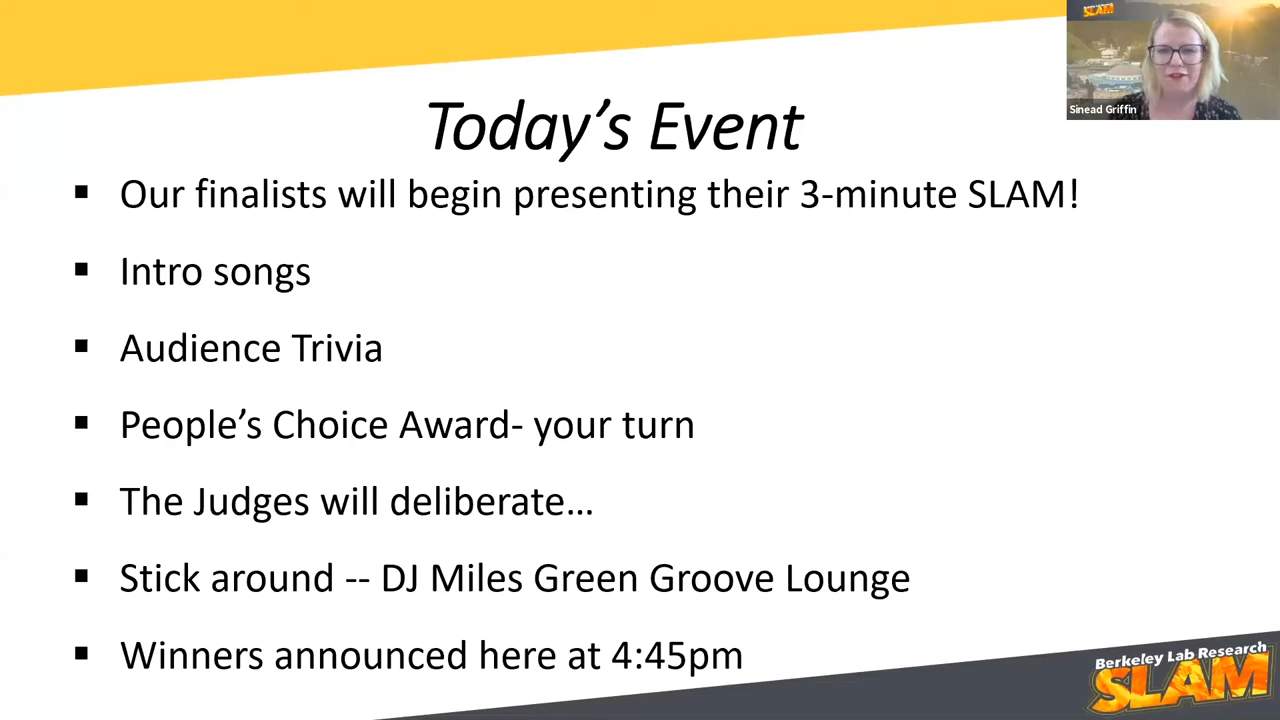 SLAM
Sinead Griffin
Today's Event
▪ Our finalists will begin presenting their 3-minute SLAM!
▪ Intro songs
▪ Audience Trivia
▪ People's Choice Award- your turn
▪ The Judges will deliberate...
▪ Stick around -- DJ Miles Green Groove Lounge
▪ Winners announced here at 4:45pm
Berkeley Lab Research
SLAM